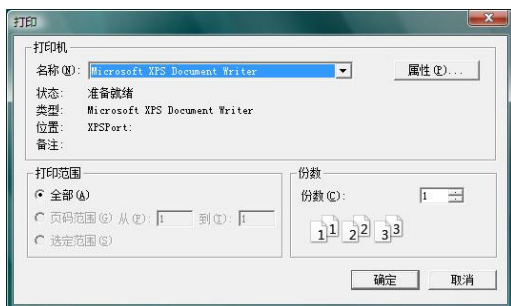 打印
打印机
名称(N): Microsoft XPS Document Writer 属性(P)...
状态: 准备就绪
类型: Microsoft XPS Document Writer
位置: XPSPort:
备注:
打印范围
全部(A)
页码范围(G) 从(F): 1 到(T): 1
选定范围(S)
份数
份数(C): 1
1 1 2 2 3 3
确定 取消